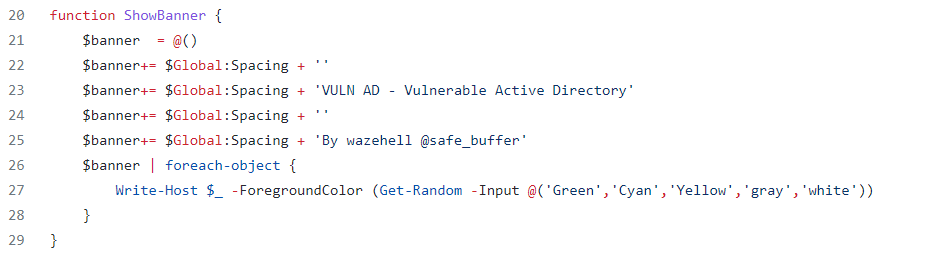 20 function ShowBanner {
21     $banner  = @()
22     $banner+= $Global:Spacing + ''
23     $banner+= $Global:Spacing + 'VULN AD - Vulnerable Active Directory'
24     $banner+= $Global:Spacing + ''
25     $banner+= $Global:Spacing + 'By wazehell @safe_buffer'
26     $banner | foreach-object {
27         Write-Host $_ -ForegroundColor (Get-Random -Input @('Green','Cyan','Yellow','gray','white'))
28     }
29 }